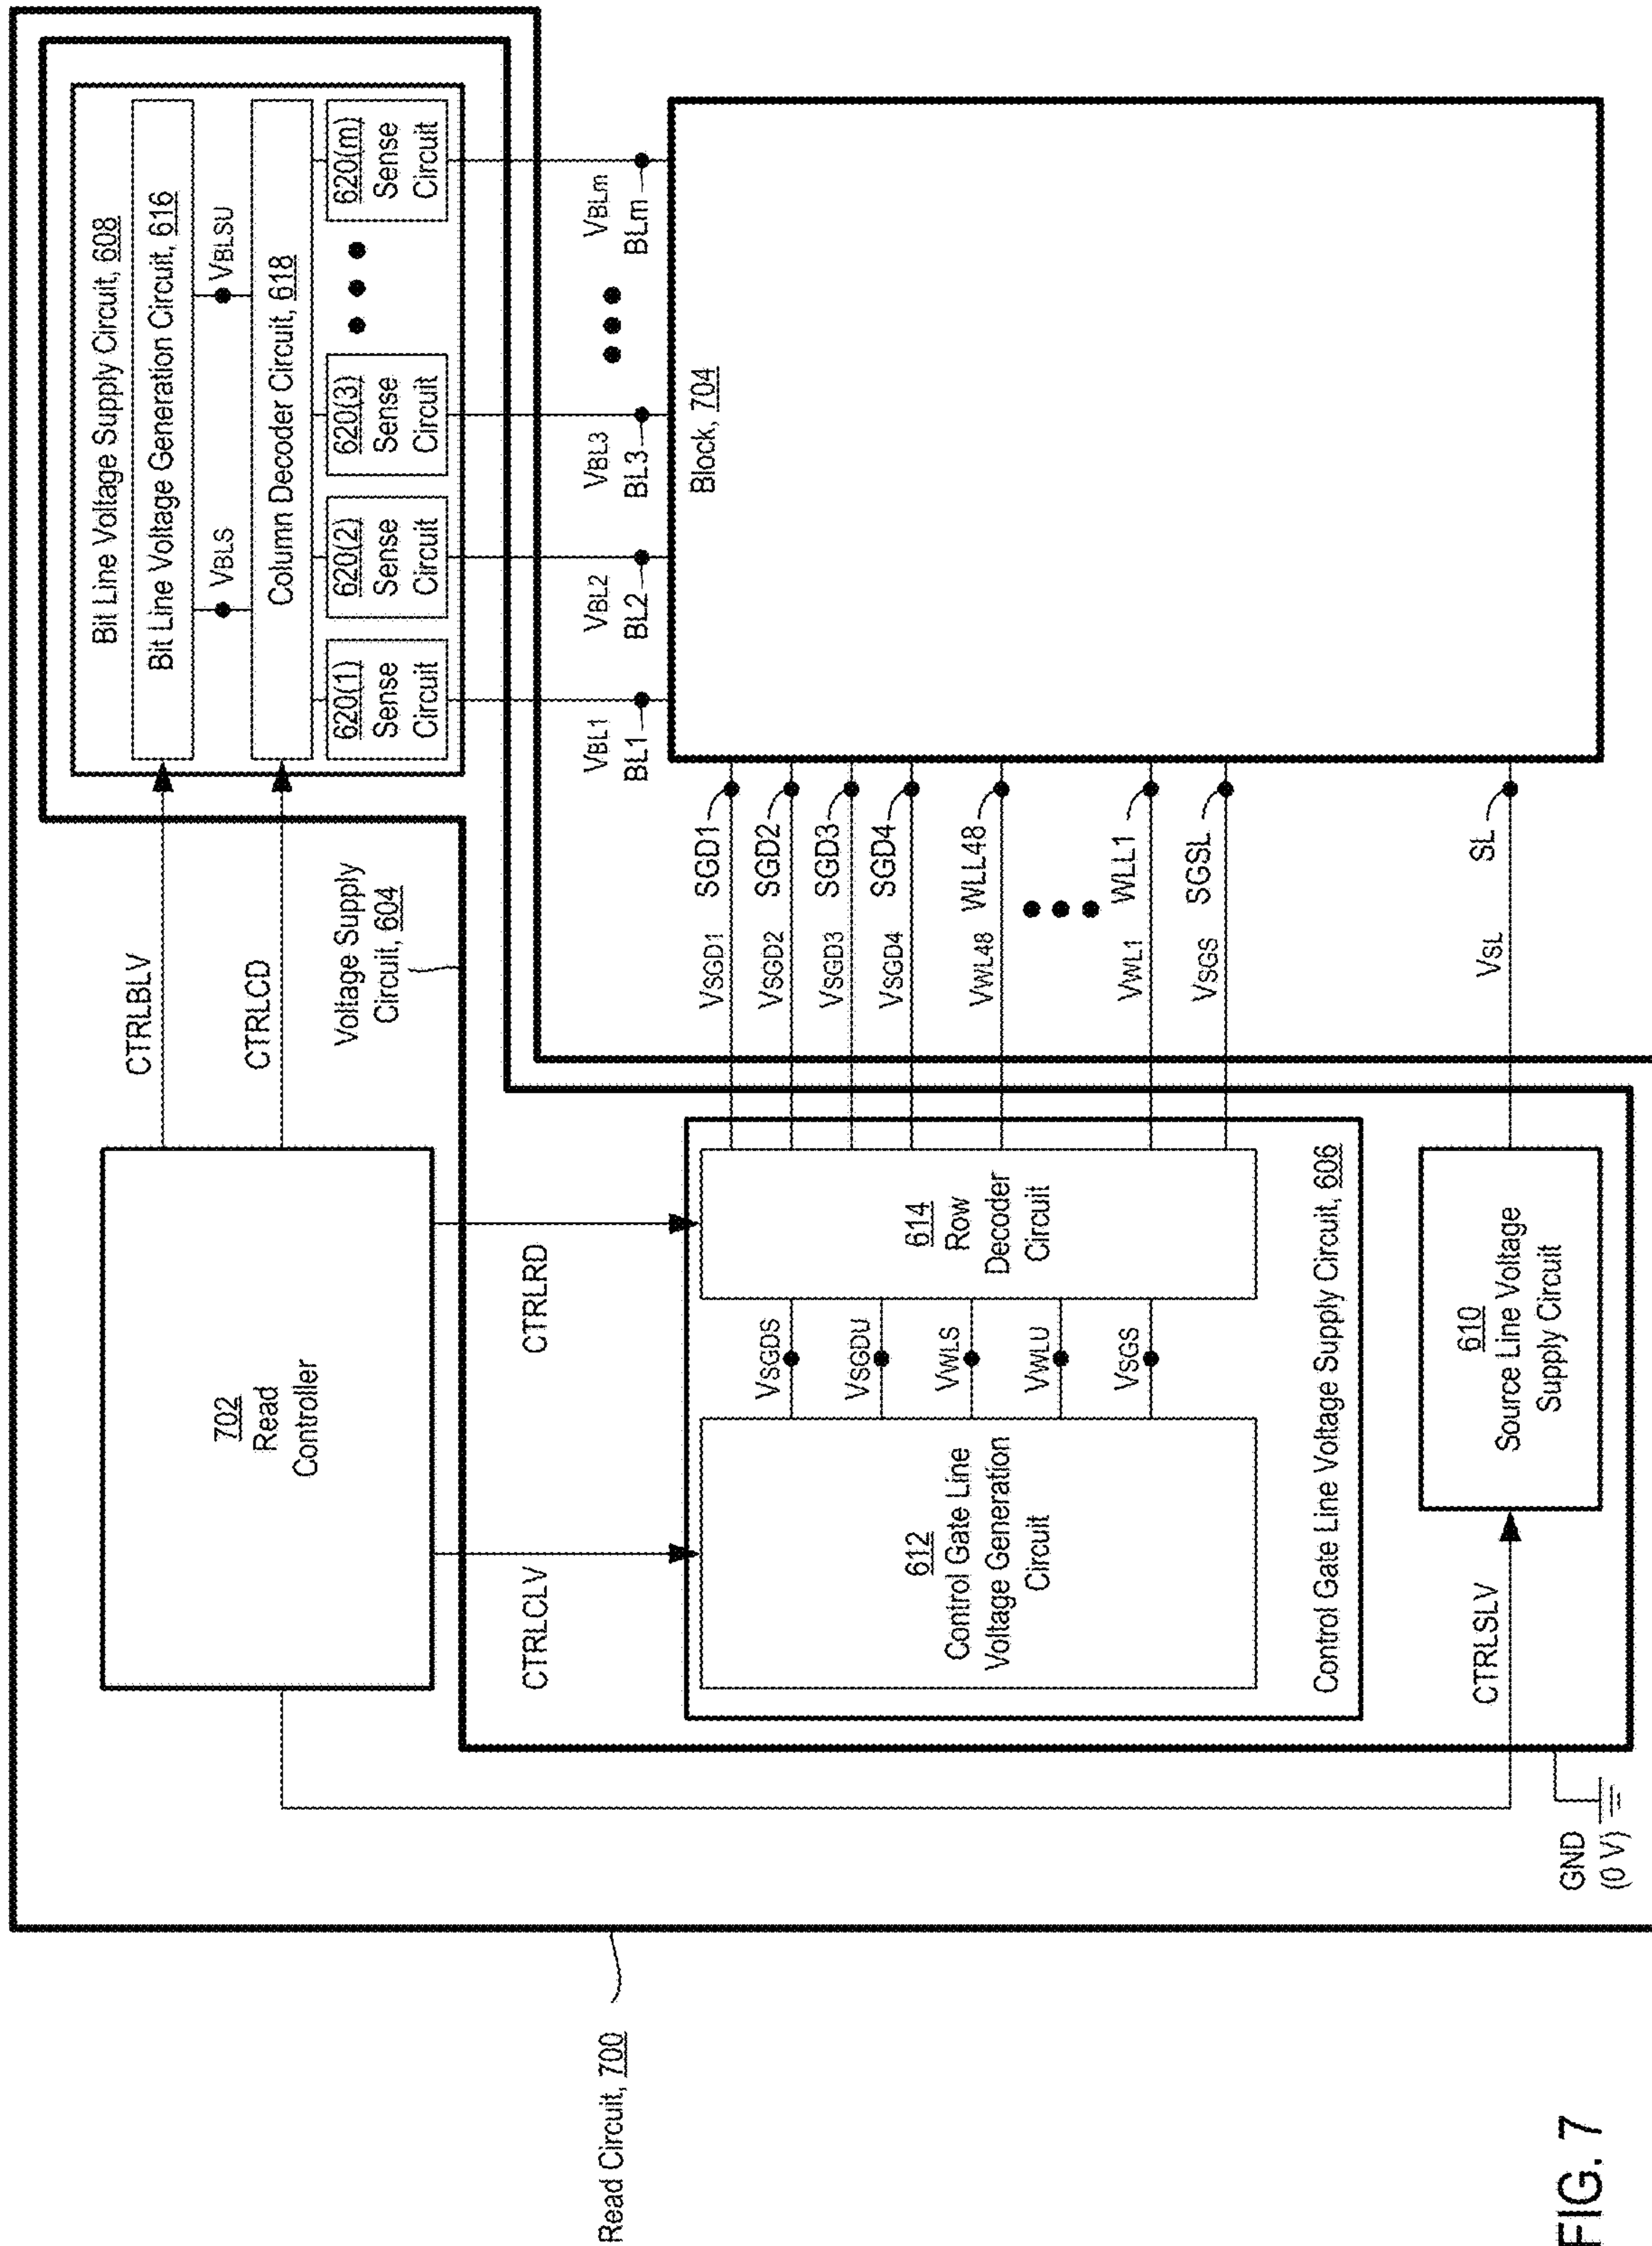 Read Circuit, 700
702
Read
Controller
CTRLBLV
CTRLCD
Voltage Supply
Circuit, 604
Bit Line Voltage Supply Circuit, 608
Bit Line Voltage Generation Circuit, 616
VBLS
VBLSU
Column Decoder Circuit, 618
620(1)
Sense
Circuit
620(2)
Sense
Circuit
620(3)
Sense
Circuit
620(m)
Sense
Circuit
VBL1
BL1
VBL2
BL2
VBL3
BL3
VBLm
BLm
CTRLCLV
CTRLRD
612
Control Gate Line
Voltage Generation
Circuit
VSGDS
VSGDU
VWLS
VWLU
VSGS
614
Row
Decoder
Circuit
Control Gate Line Voltage Supply Circuit, 606
VSGD1 SGD1
VSGD2 SGD2
VSGD3 SGD3
VSGD4 SGD4
VWL48 WLL48
VWL1 WLL1
VSGS SGSL
VSL SL
Block, 704
CTRLSLV
610
Source Line Voltage
Supply Circuit
GND
(0 V)
FIG. 7